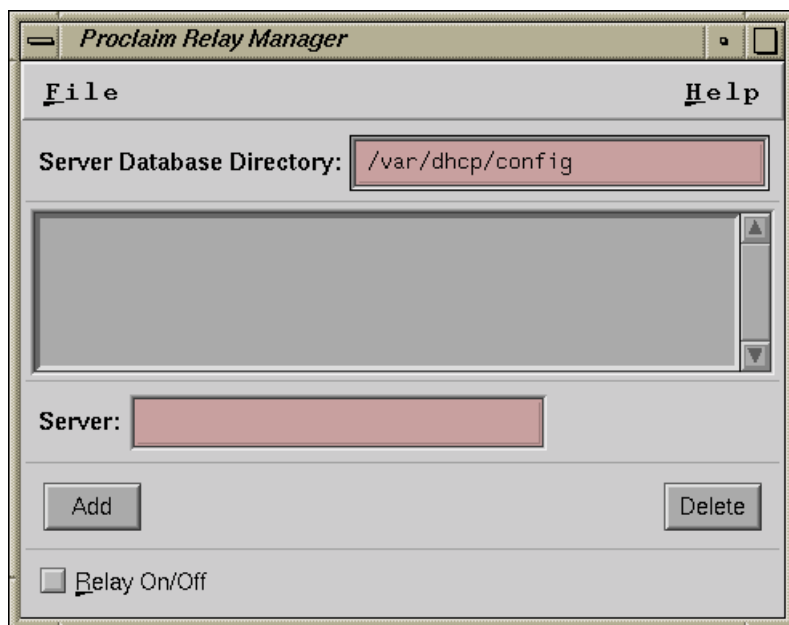 Proclaim Relay Manager
File Help
Server Database Directory: /var/dhcp/config
Server:
Add Delete
Relay On/Off